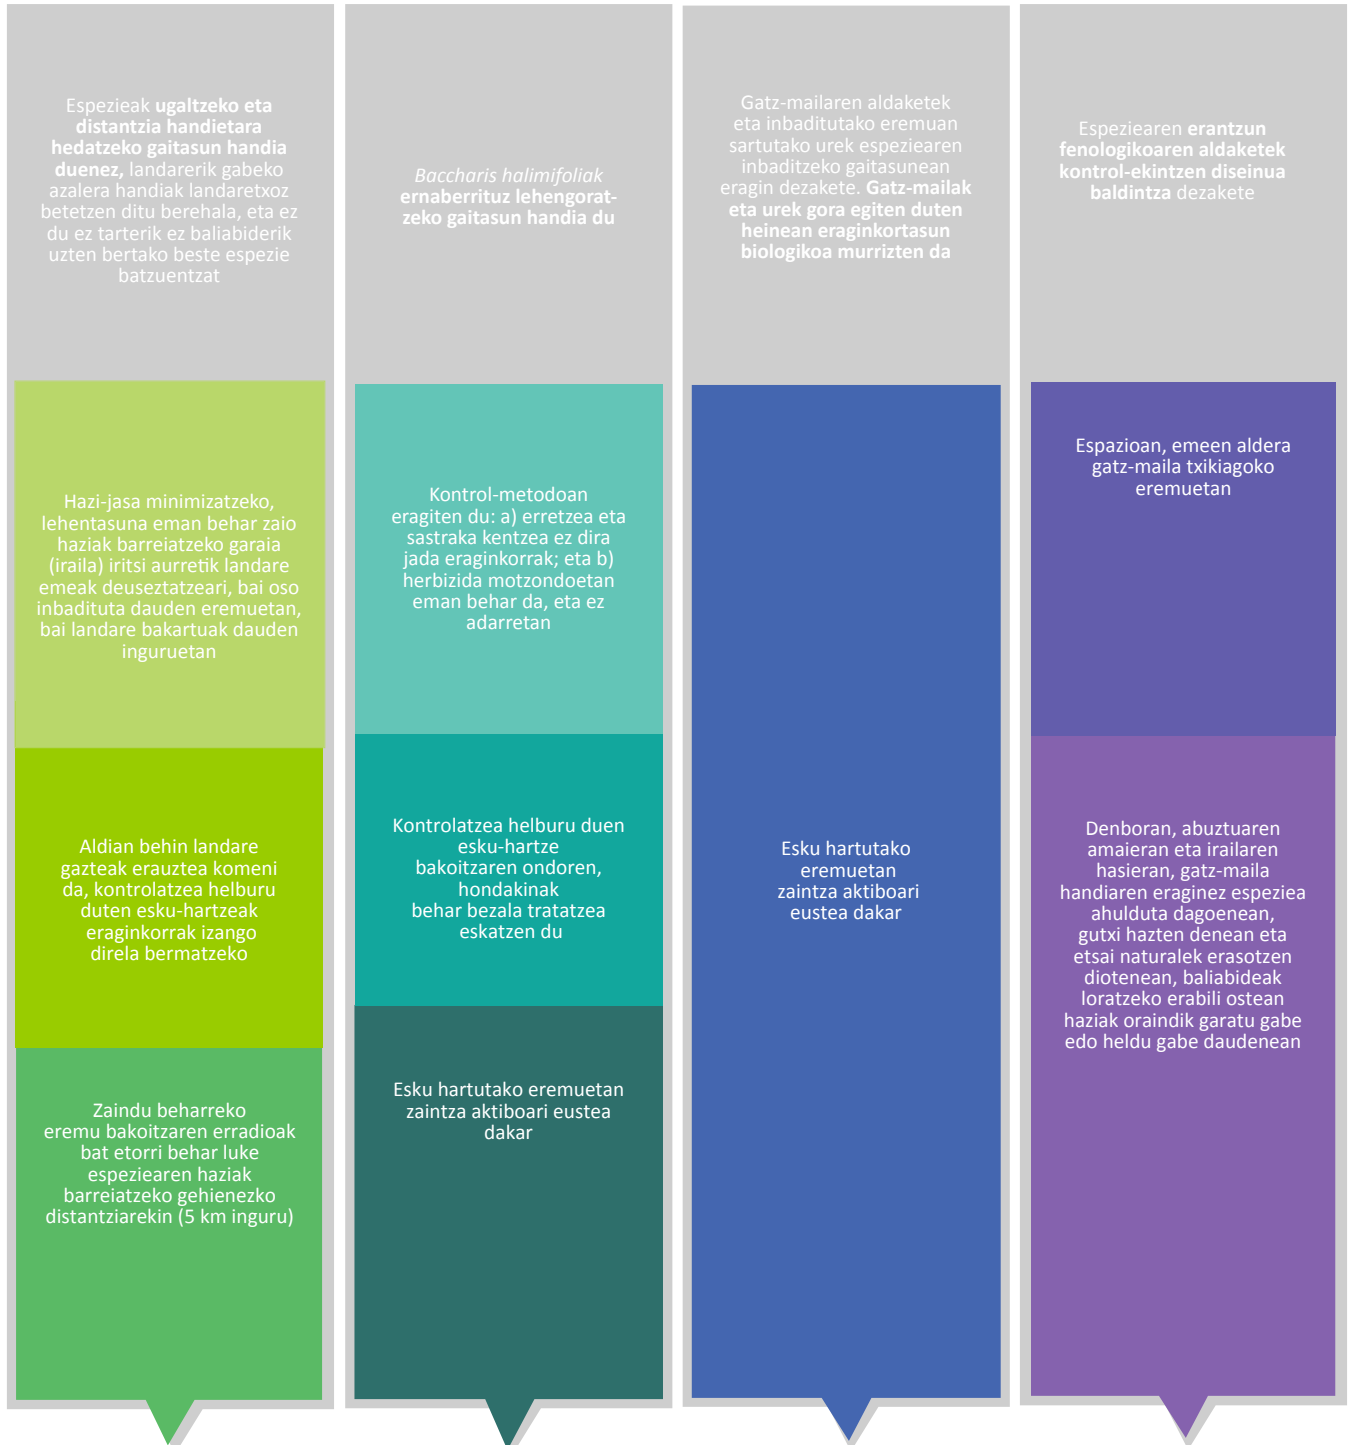 Espezieak ugaltzeko eta
distantzia handietara
hedatzeko gaitasun handia
duenez, landarerik gabeko
azalera handiak landaretxoz
betetzen ditu berehala, eta ez
du ez tarterik ez baliabiderik
uzten bertako beste espezie
batzuentzat
Hazi-jasa minimizatzeko,
lehentasuna eman behar zaio
haziak barreiatzeko garaia
(iraila) iritsi aurretik landare
emeak deuseztatzeari, bai oso
inbadituta dauden eremuetan,
bai landare bakartuak dauden
inguruetan
Aldian behin landare
gazteak erauztea komeni
da, kontrolatzea helburu
duten esku-hartzeak
eraginkorrak izango
direla bermatzeko
Zaindu beharreko
eremu bakoitzaren erradioak
bat etorri behar luke
espeziearen haziak
barreiatzeko gehienezko
distantziarekin (5 km inguru)
Baccharis halimifoliak
ernaberrituz lehengorat-
zeko gaitasun handia du
Kontrol-metodoan
eragiten du: a) erretzea eta
sastraka kentzea ez dira
jada eraginkorrak; eta b)
herbizida motzondoetan
eman behar da, eta ez
adarretan
Kontrolatzea helburu duen
esku-hartze
bakoitzaren ondoren,
hondakinak
behar bezala tratatzea
eskatzen du
Esku hartutako eremuetan
zaintza aktiboari eustea
dakar
Gatz-mailaren aldaketek
eta inbaditutako eremuan
sartutako urek espeziearen
inbaditzeko gaitasunean
eragin dezakete. Gatz-mailak
eta urek gora egiten duten
heinean eraginkortasun
biologikoa murrizten da
Esku hartutako
eremuetan
zaintza aktiboari
eustea dakar
Espeziearen erantzun
fenologikoaren aldaketek
kontrol-ekintzen diseinua
baldintza dezakete
Espazioan, emeen aldera
gatz-maila txikiagoko
eremuetan
Denboran, abuztuaren
amaieran eta irailaren
hasieran, gatz-maila
handiaren eraginez espeziea
ahulduta dagoenean,
gutxi hazten denean eta
etsai naturalek erasotzen
diotenean, baliabideak
loratzeko erabili ostean
haziak oraindik garatu gabe
edo heldu gabe daudenean